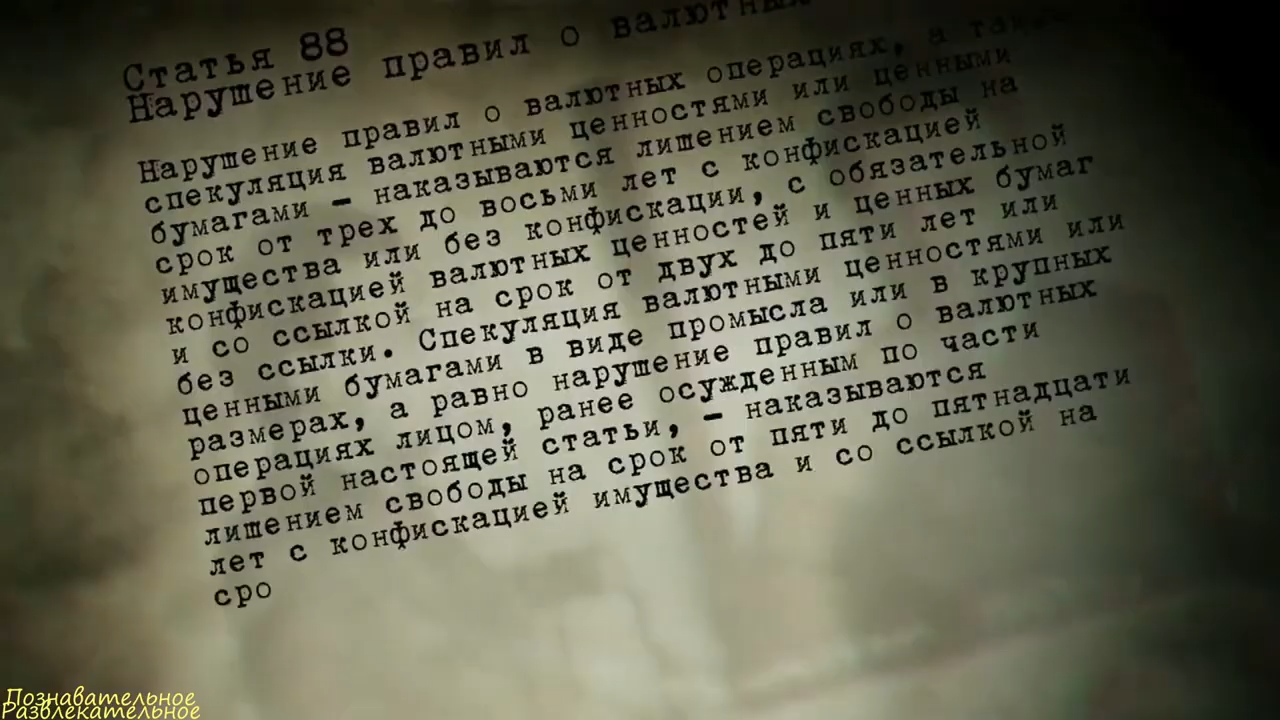 Статья 88
Нарушение правил о валютных
Нарушение правил о валютных операциях, а также
спекуляция валютными ценностями или ценными
бумагами – наказываются лишением свободы на
срок от трех до восьми лет с конфискацией
имущества или без конфискации, с обязательной
конфискацией валютных ценностей и ценных бумаг
и со ссылкой на срок от двух до пяти лет или
без ссылки. Спекуляция валютными ценностями или
ценными бумагами в виде промысла или в крупных
размерах, а равно нарушение правил о валютных
операциях лицом, ранее осужденным по части
первой настоящей статьи, – наказываются
лишением свободы на срок от пяти до пятнадцати
лет с конфискацией имущества и со ссылкой на
сро
Познавательное
Развлекательное